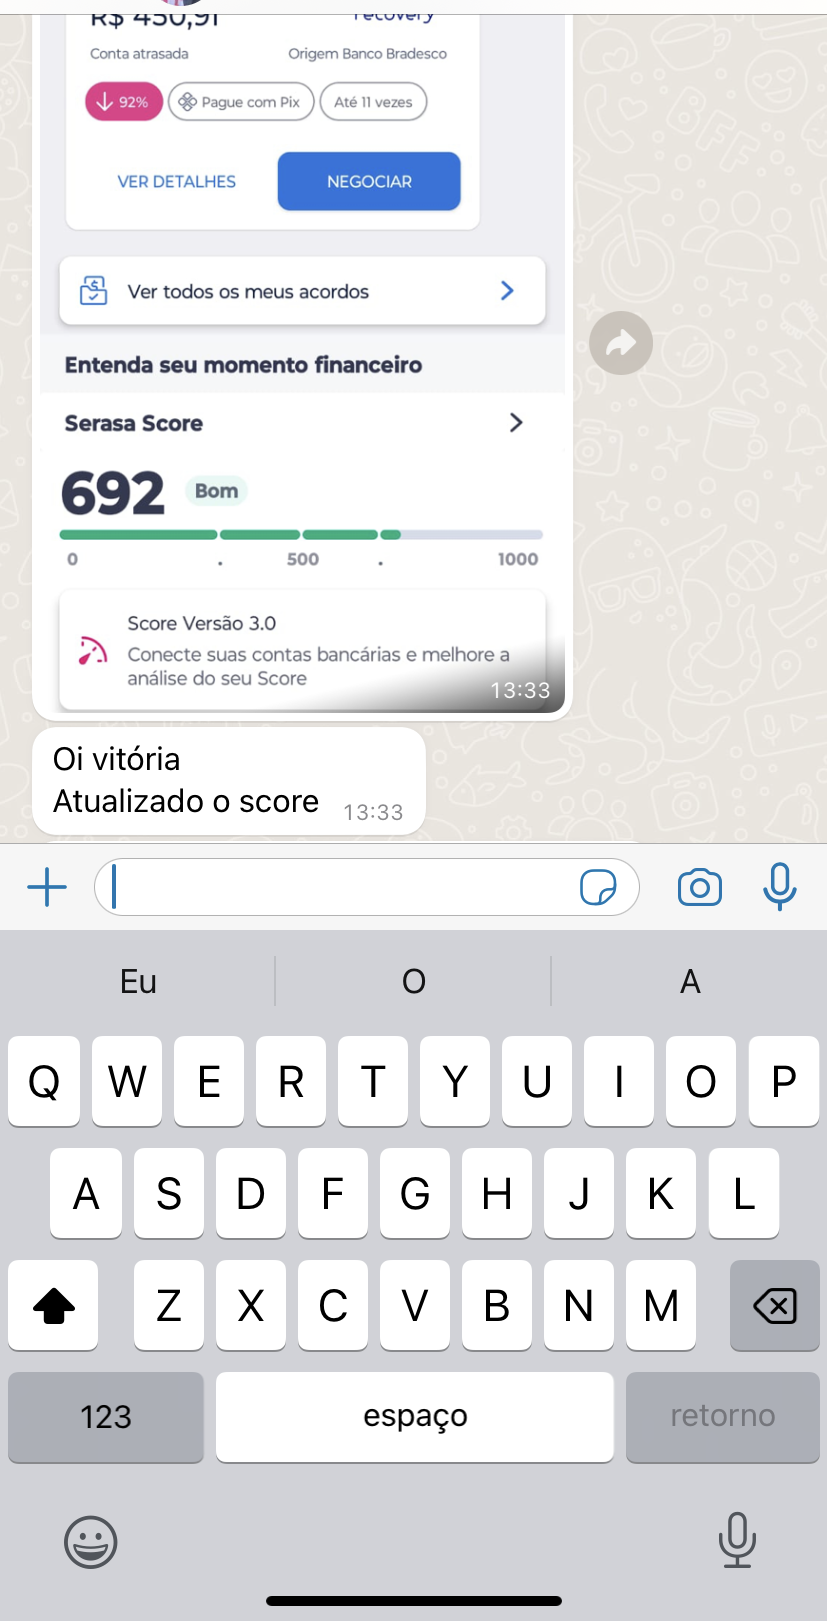 R$ 450,91 recovery
Conta atrasada Origem Banco Bradesco
92% Pague com Pix Até 11 vezes
VER DETALHES NEGOCIAR
Ver todos os meus acordos
Entenda seu momento financeiro
Serasa Score
692 Bom
0 . 500 . 1000
Score Versão 3.0
Conecte suas contas bancárias e melhore a
análise do seu Score
13:33
Oi vitória
Atualizado o score 13:33
Eu O A
Q W E R T Y U I O P
A S D F G H J K L
Z X C V B N M
123 espaço retorno